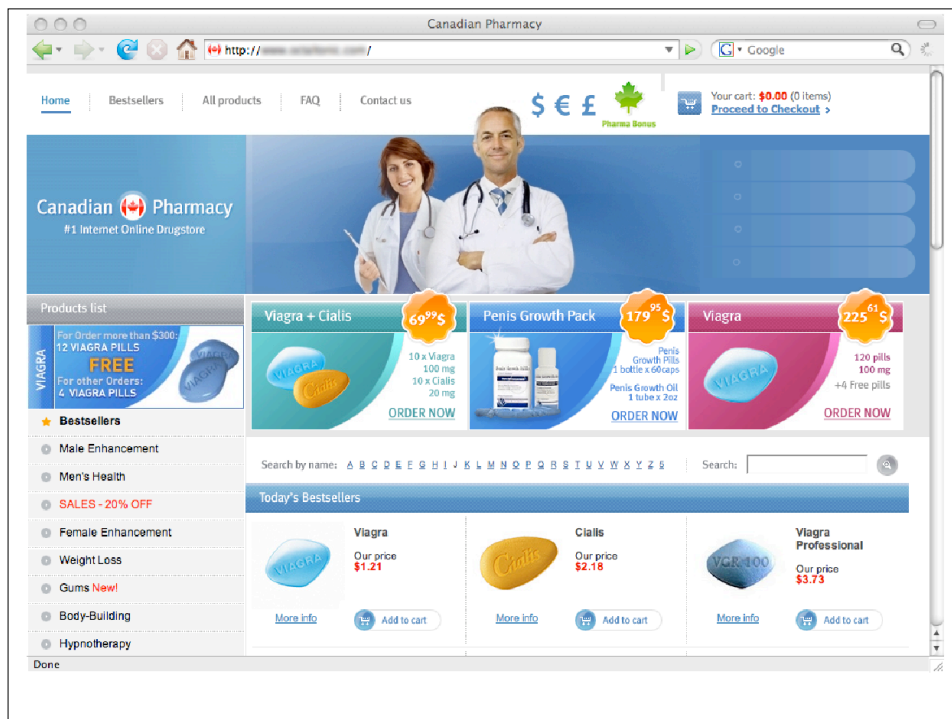 Canadian Pharmacy
http://
/
G Google
Home Bestsellers All products FAQ Contact us
$ € £
Pharma Bonus
Your cart: $0.00 (0 items)
Proceed to Checkout >
Canadian Pharmacy
#1 Internet Online Drugstore
Products list
VIAGRA
For Order more than $300:
12 VIAGRA PILLS
FREE
For other Orders:
4 VIAGRA PILLS
Bestsellers
Male Enhancement
Men's Health
SALES - 20% OFF
Female Enhancement
Weight Loss
Gums New!
Body-Building
Hypnotherapy
Viagra + Cialis
69⁹⁹$
VIAGRA
Cialis
10 x Viagra
100 mg
10 x Cialis
20 mg
ORDER NOW
Penis Growth Pack
179⁹⁵$
Penis
Growth Pills
1 bottle x 60caps
Penis Growth Oil
1 tube x 2oz
ORDER NOW
Viagra
225⁶¹$
VIAGRA
120 pills
100 mg
+4 Free pills
ORDER NOW
Search by name: A B C D E F G H I J K L M N O P Q R S T U V W X Y Z 5
Search:
Today's Bestsellers
VIAGRA
Viagra
Our price
$1.21
More info
Add to cart
Cialis
Cialis
Our price
$2.18
More info
Add to cart
VGR 100
Viagra
Professional
Our price
$3.73
More info
Add to cart
Done